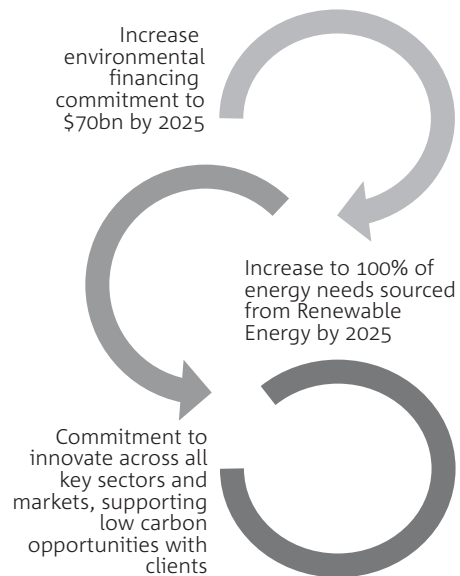 Increase
environmental
financing
commitment to
$70bn by 2025
Increase to 100% of
energy needs sourced
from Renewable
Energy by 2025
Commitment to
innovate across all
key sectors and
markets, supporting
low carbon
opportunities with
clients